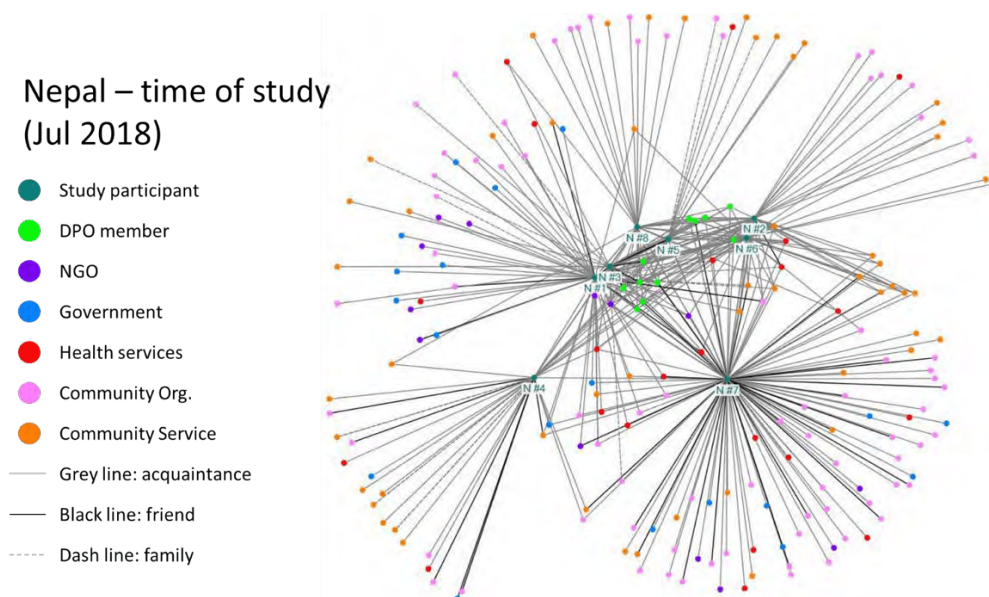 Nepal – time of study
(Jul 2018)
Study participant
DPO member
NGO
Government
Health services
Community Org.
Community Service
Grey line: acquaintance
Black line: friend
Dash line: family
N #8
N #2
N #5
N #6
N #3
N #1
N #4
N #7